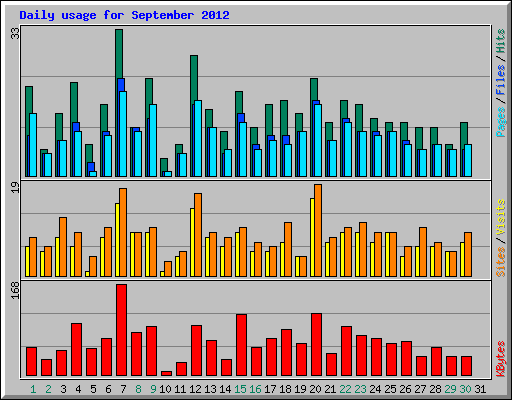 Daily usage for September 2012
33
Pages / Files / Hits
19
Sites / Visits
168
KBytes
1 2 3 4 5 6 7 8 9 10 11 12 13 14 15 16 17 18 19 20 21 22 23 24 25 26 27 28 29 30 31